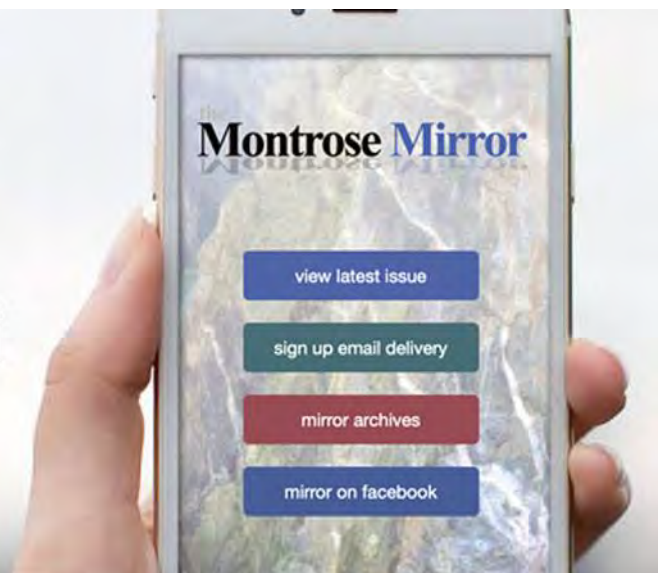 the
Montrose Mirror
view latest issue
sign up email delivery
mirror archives
mirror on facebook